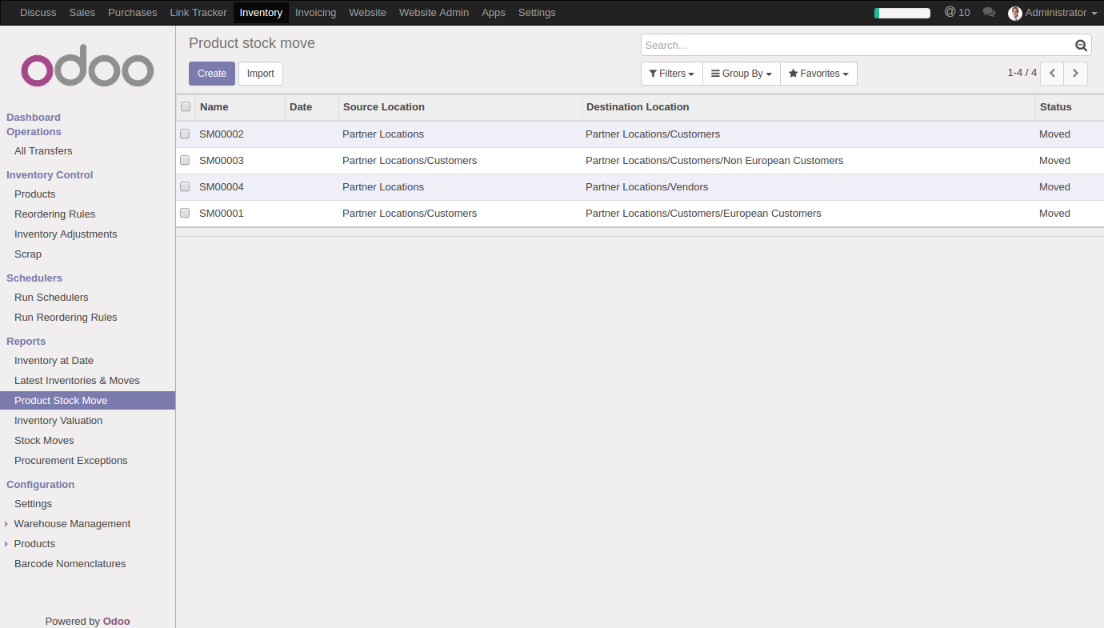 Discuss Sales Purchases Link Tracker Inventory Invoicing Website Website Admin Apps Settings @ 10 Administrator
odoo
Product stock move
Search...
Create Import
Filters Group By Favorites 1-4 / 4
Name Date Source Location Destination Location Status
SM00002 Partner Locations Partner Locations/Customers Moved
SM00003 Partner Locations/Customers Partner Locations/Customers/Non European Customers Moved
SM00004 Partner Locations Partner Locations/Vendors Moved
SM00001 Partner Locations/Customers Partner Locations/Customers/European Customers Moved
Dashboard
Operations
All Transfers
Inventory Control
Products
Reordering Rules
Inventory Adjustments
Scrap
Schedulers
Run Schedulers
Run Reordering Rules
Reports
Inventory at Date
Latest Inventories & Moves
Product Stock Move
Inventory Valuation
Stock Moves
Procurement Exceptions
Configuration
Settings
Warehouse Management
Products
Barcode Nomenclatures
Powered by Odoo